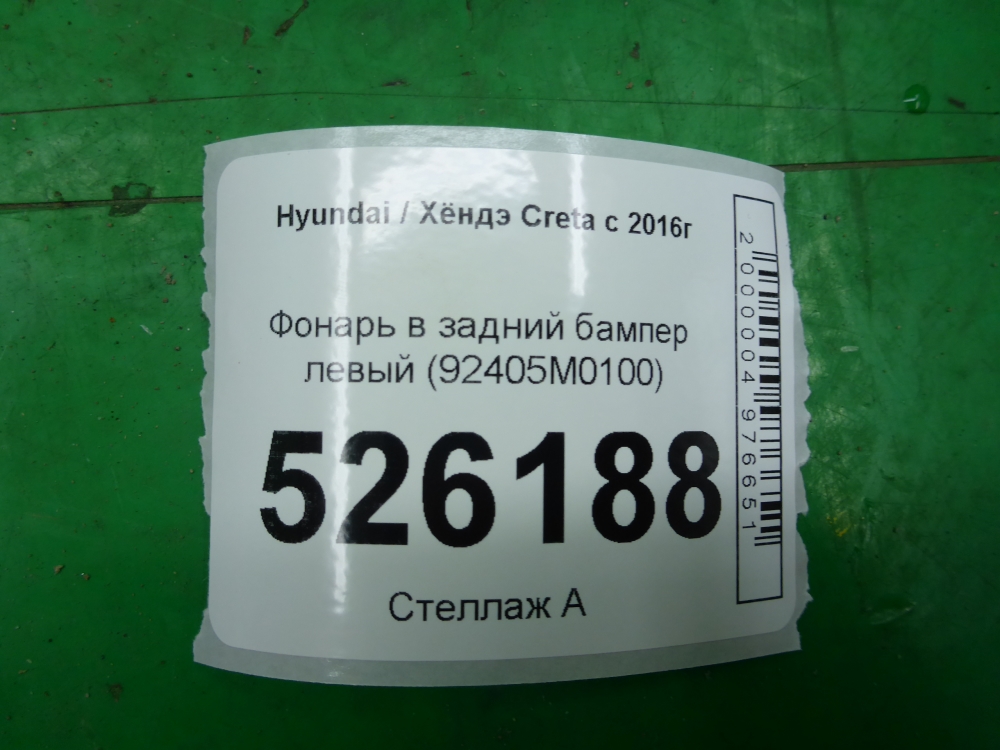 Hyundai / Хёндэ Creta с 2016г
Фонарь в задний бампер
левый (92405M0100)
526188
Стеллаж А
2000004976651